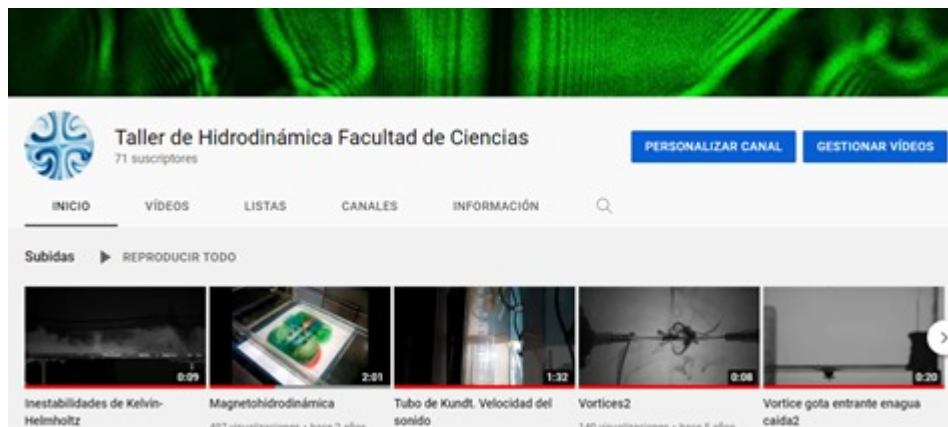 Taller de Hidrodinámica Facultad de Ciencias
71 suscriptores
PERSONALIZAR CANAL
GESTIONAR VÍDEOS
INICIO
VÍDEOS
LISTAS
CANALES
INFORMACIÓN
Subidas
REPRODUCIR TODO
0:09
2:01
1:32
0:08
0:20
Inestabilidades de Kelvin-
Helmholtz
Magnetohidrodinámica
Tubo de Kundt. Velocidad del
sonido
Vortices2
Vortice gota entrante enagua
caida2